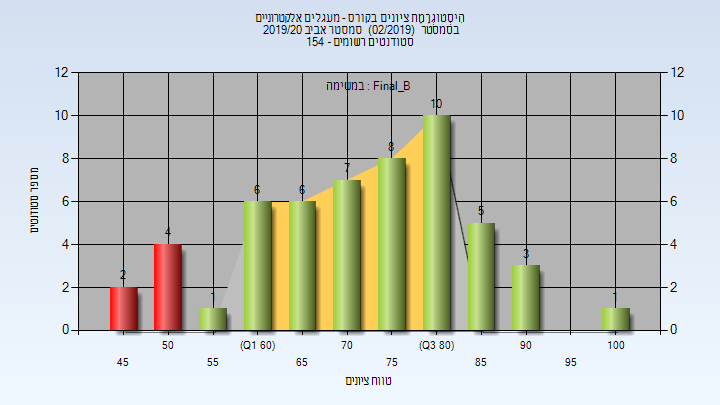 היסטוגרמת ציונים בקורס - מעגלים אלקטרוניים
בסמסטר (02/2019) סמסטר אביב 2019/20
סטודנטים רשומים - 154
במשימה : Final_B
מספר סטודנטים
12 12
10 10
8 8
6 6
4 4
2 2
0 0
2 4 1 6 6 7 8 10 5 3 1
50 (Q1 60) 70 (Q3 80) 90 100
45 55 65 75 85 95
טווח ציונים